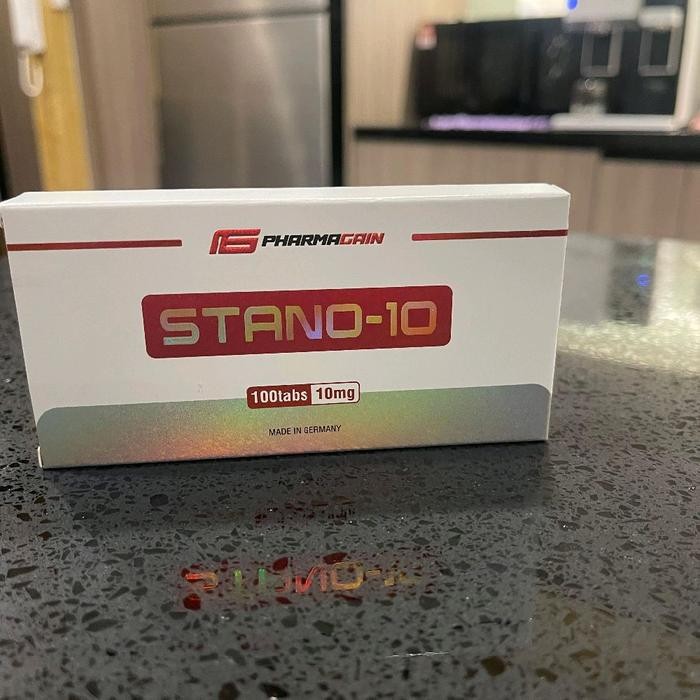 PHARMAGAIN
STANO-10
100tabs 10mg
MADE IN GERMANY